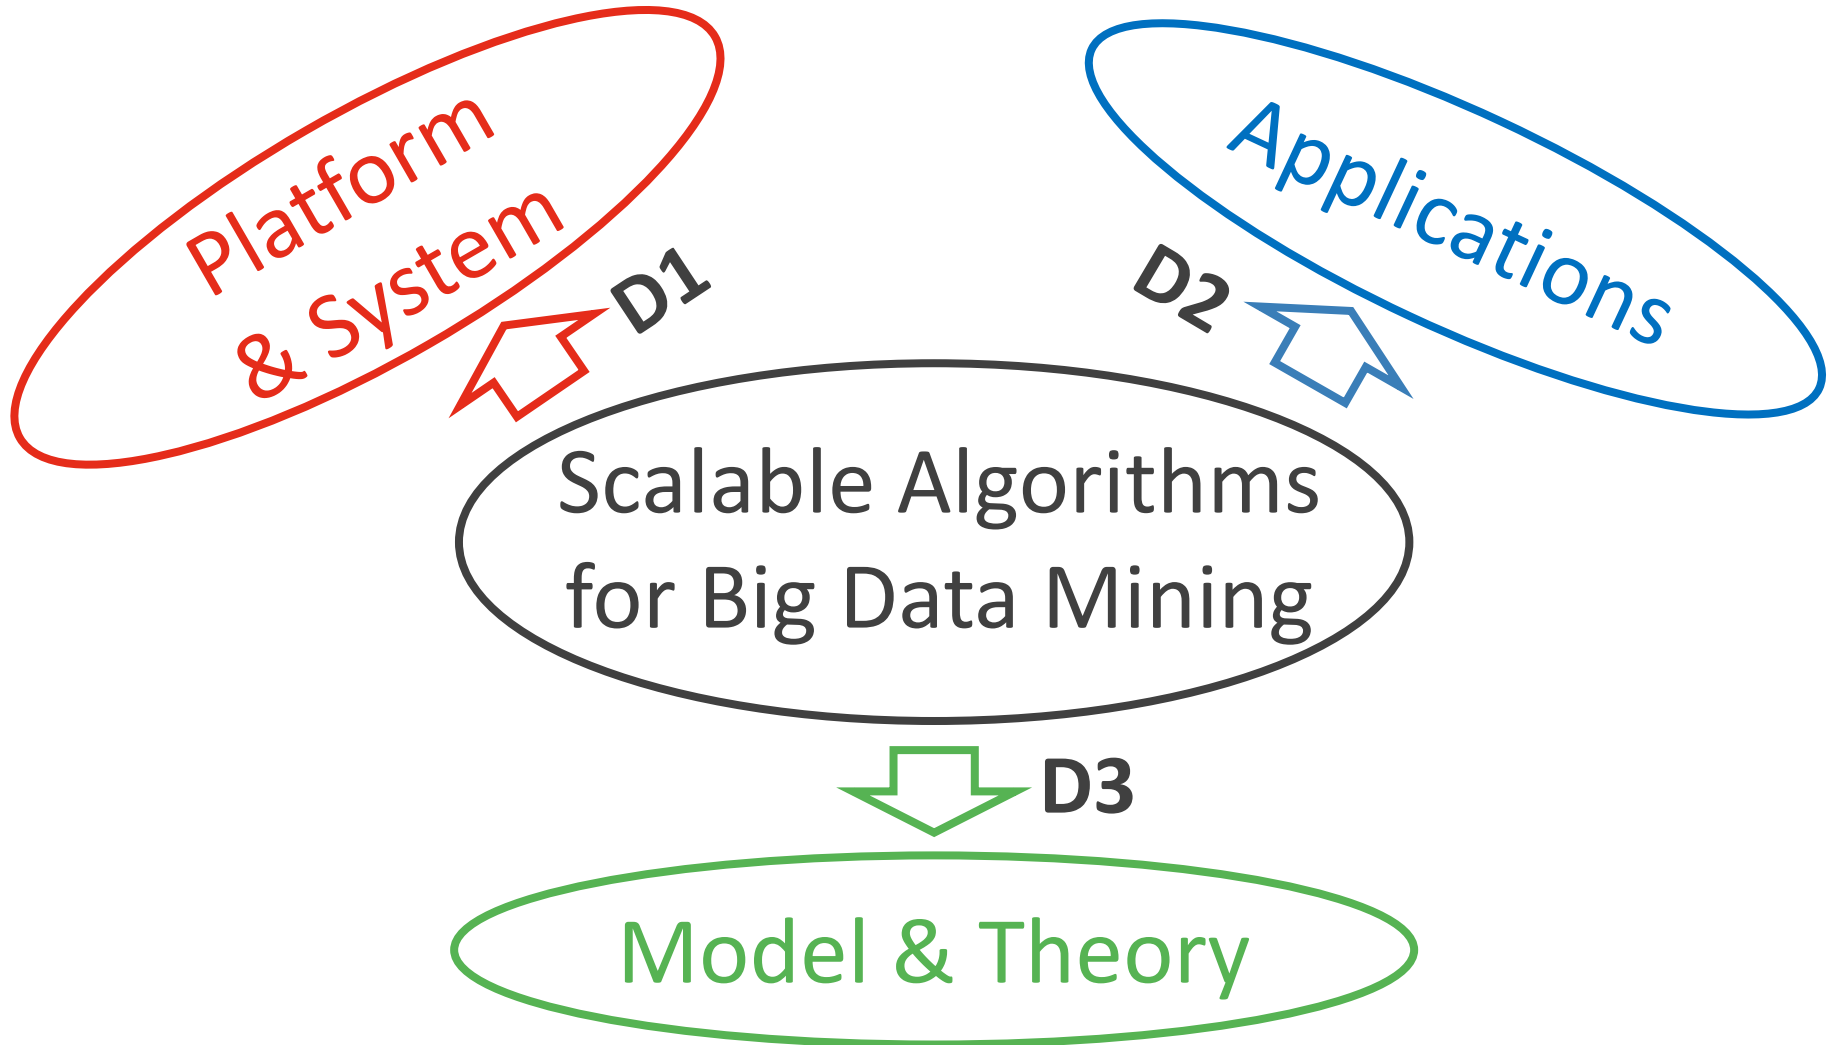 Platform
& System
D1
Applications
D2
Scalable Algorithms
for Big Data Mining
D3
Model & Theory